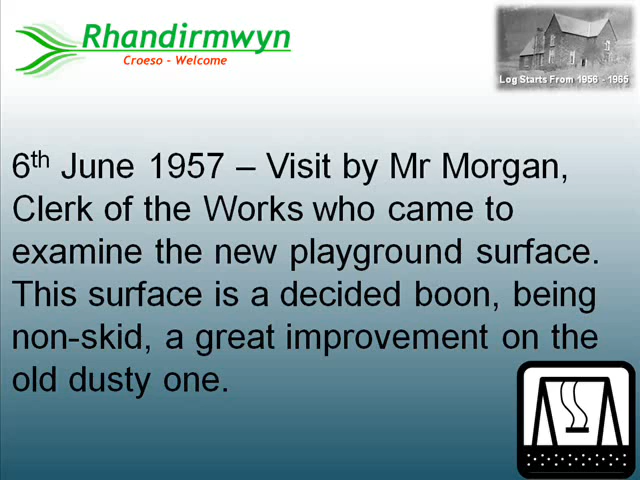 Rhandirmwyn
Croeso - Welcome
Log Starts From 1956 - 1965
6th June 1957 – Visit by Mr Morgan,
Clerk of the Works who came to
examine the new playground surface.
This surface is a decided boon, being
non-skid, a great improvement on the
old dusty one.